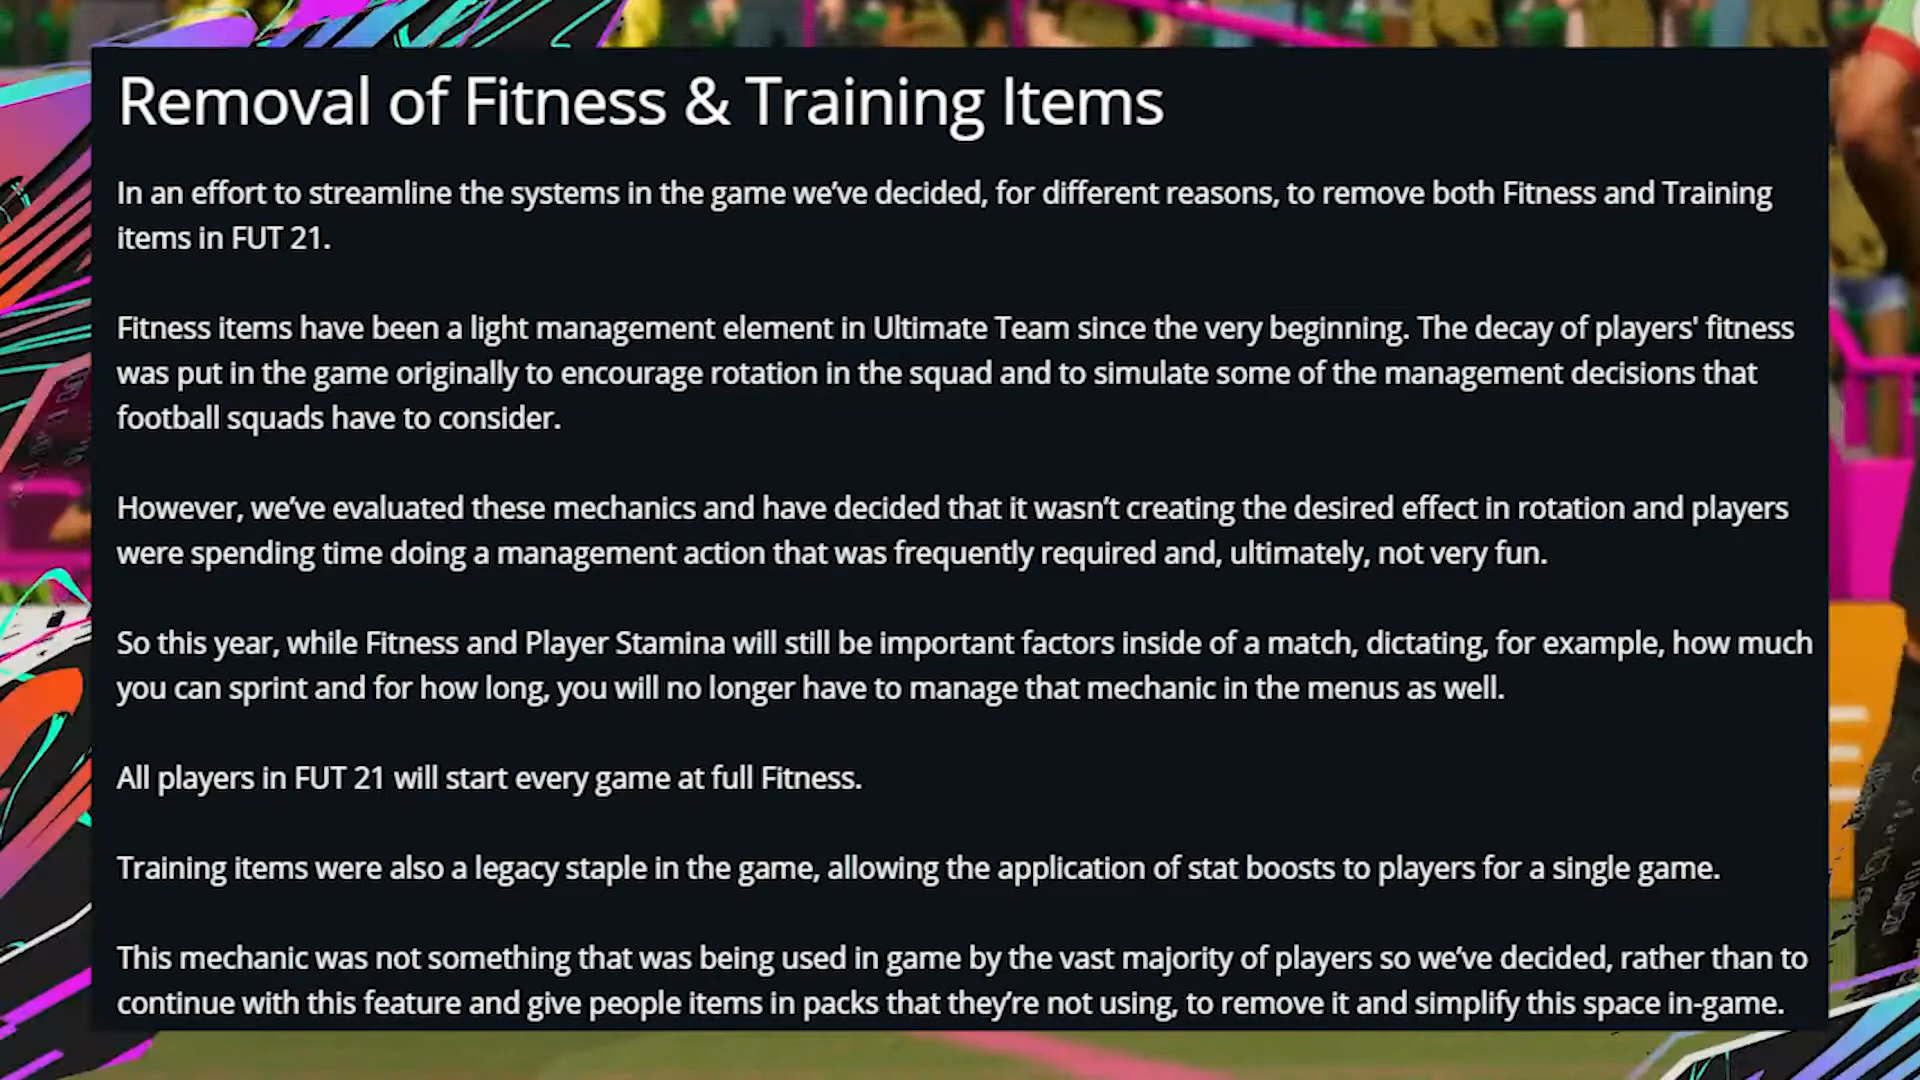 Removal of Fitness & Training Items
In an effort to streamline the systems in the game we’ve decided, for different reasons, to remove both Fitness and Training
items in FUT 21.
Fitness items have been a light management element in Ultimate Team since the very beginning. The decay of players' fitness
was put in the game originally to encourage rotation in the squad and to simulate some of the management decisions that
football squads have to consider.
However, we’ve evaluated these mechanics and have decided that it wasn’t creating the desired effect in rotation and players
were spending time doing a management action that was frequently required and, ultimately, not very fun.
So this year, while Fitness and Player Stamina will still be important factors inside of a match, dictating, for example, how much
you can sprint and for how long, you will no longer have to manage that mechanic in the menus as well.
All players in FUT 21 will start every game at full Fitness.
Training items were also a legacy staple in the game, allowing the application of stat boosts to players for a single game.
This mechanic was not something that was being used in game by the vast majority of players so we’ve decided, rather than to
continue with this feature and give people items in packs that they’re not using, to remove it and simplify this space in-game.